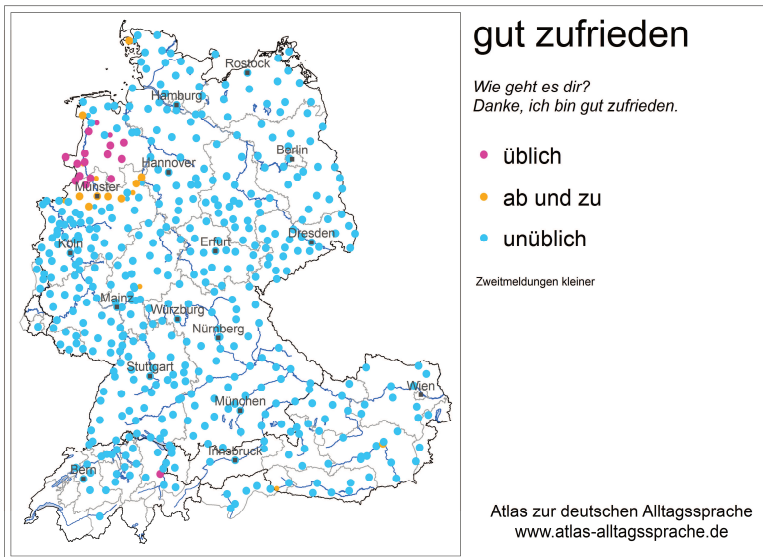 gut zufrieden
Wie geht es dir?
Danke, ich bin gut zufrieden.
üblich
ab und zu
unüblich
Zweitmeldungen kleiner
Rostock
Hamburg
Berlin
Hannover
Münster
Köln
Erfurt
Dresden
Mainz
Würzburg
Nürnberg
Stuttgart
Wien
München
Innsbruck
Bern
Atlas zur deutschen Alltagssprache
www.atlas-alltagssprache.de